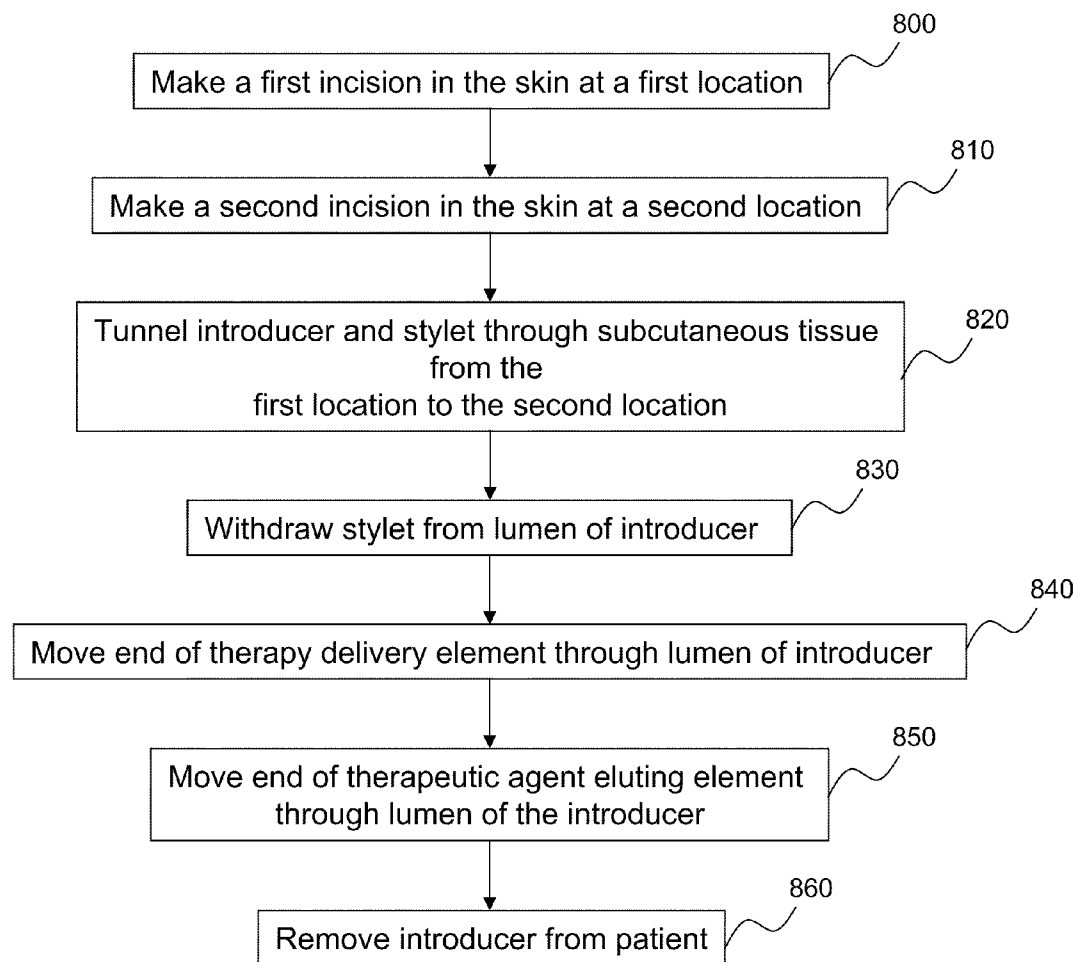 800
Make a first incision in the skin at a first location
810
Make a second incision in the skin at a second location
820
Tunnel introducer and stylet through subcutaneous tissue
from the
first location to the second location
830
Withdraw stylet from lumen of introducer
840
Move end of therapy delivery element through lumen of introducer
850
Move end of therapeutic agent eluting element
through lumen of the introducer
860
Remove introducer from patient